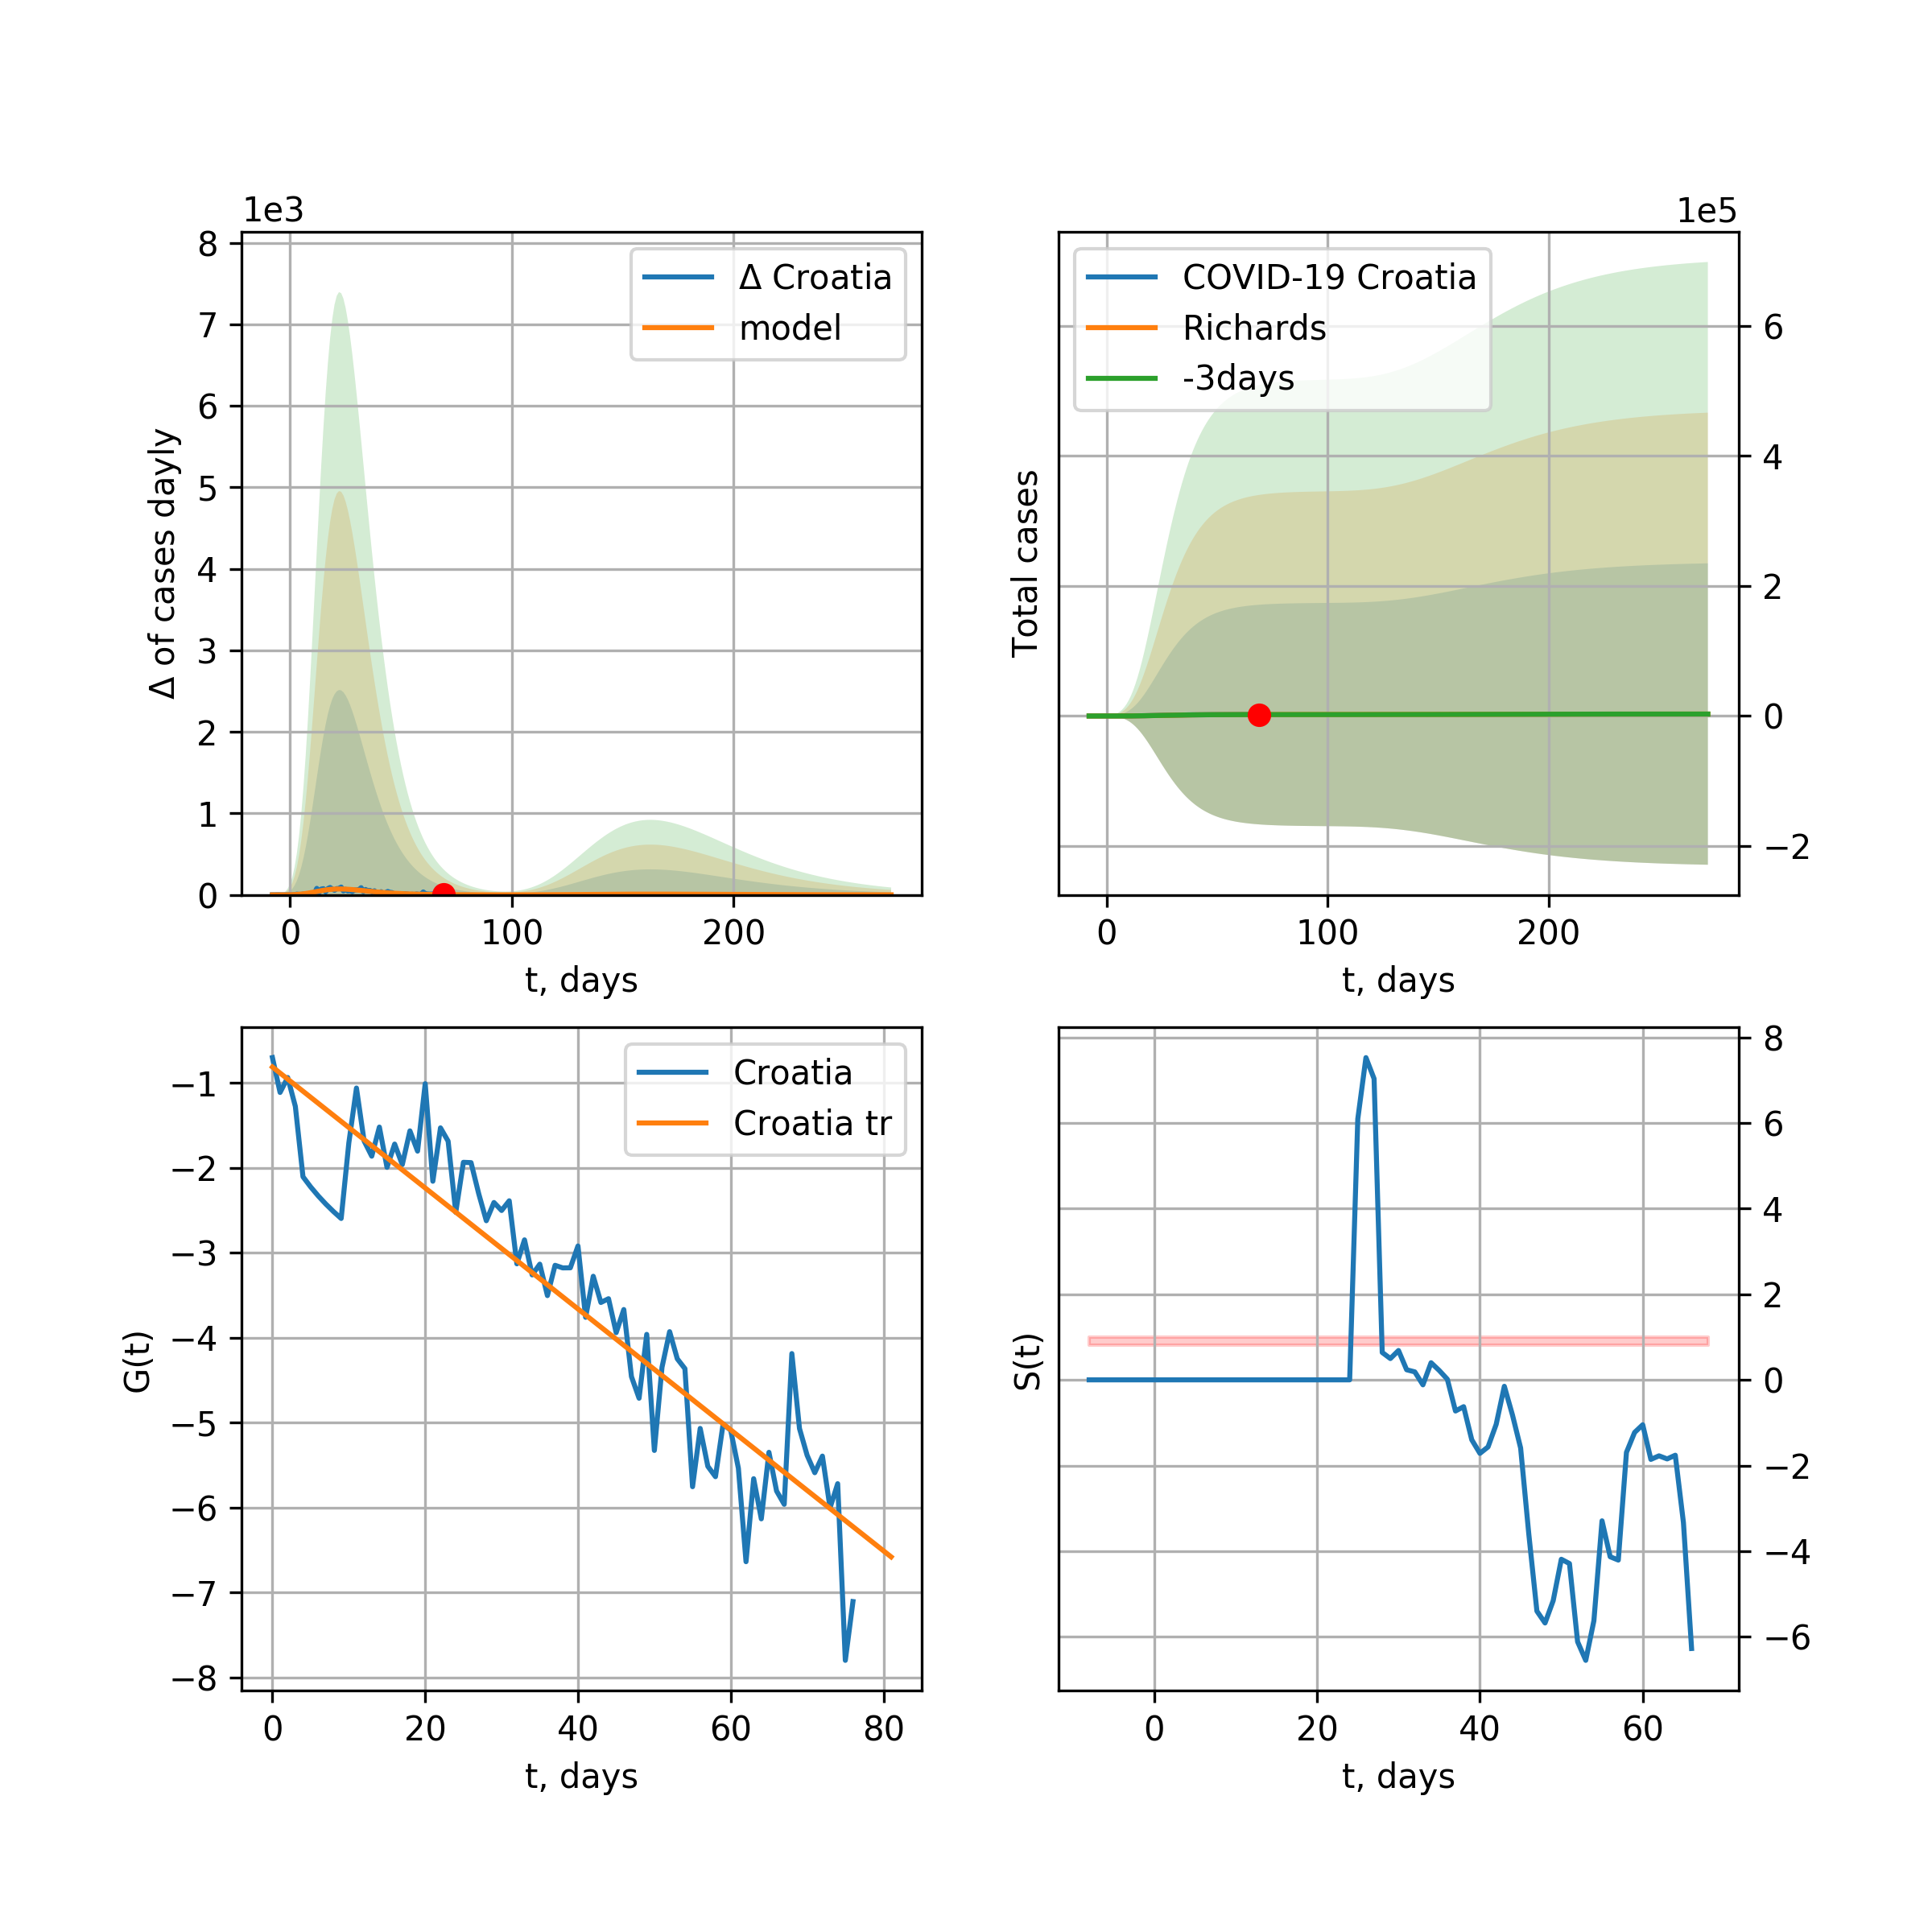 1e3
8
7
6
5
4
3
2
1
0
Δ of cases dayly
0 100 200
t, days
Δ Croatia
model
1e5
COVID-19 Croatia
Richards
-3days
6
4
2
0
−2
Total cases
0 100 200
t, days
−1
−2
−3
−4
−5
−6
−7
−8
G(t)
0 20 40 60 80
t, days
Croatia
Croatia tr
8
6
4
2
0
−2
−4
−6
S(t)
0 20 40 60
t, days